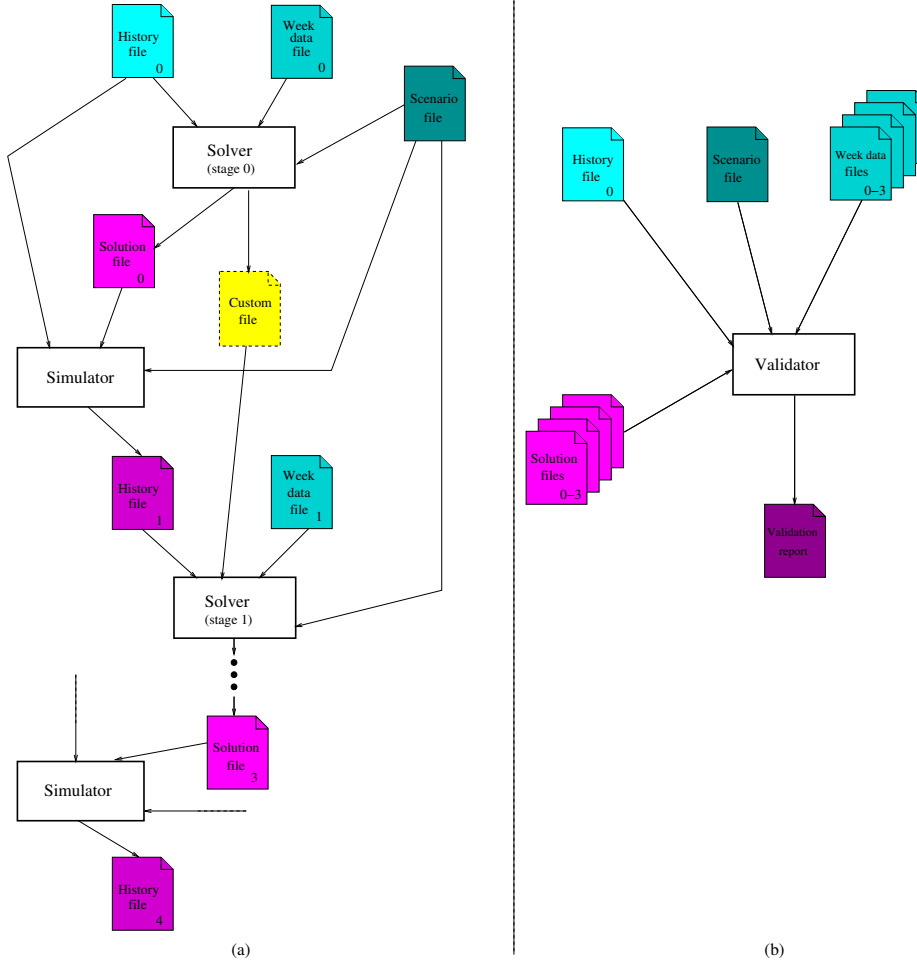 History
file
0
Week
data
file
0
Scenario
file
Solver
(stage 0)
Solution
file
0
Custom
file
Simulator
History
file
1
Week
data
file
1
Solver
(stage 1)
Solution
file
3
Simulator
History
file
4
(a)
History
file
0
Scenario
file
Week data
files
0−3
Validator
Solution
files
0−3
Validation
report
(b)